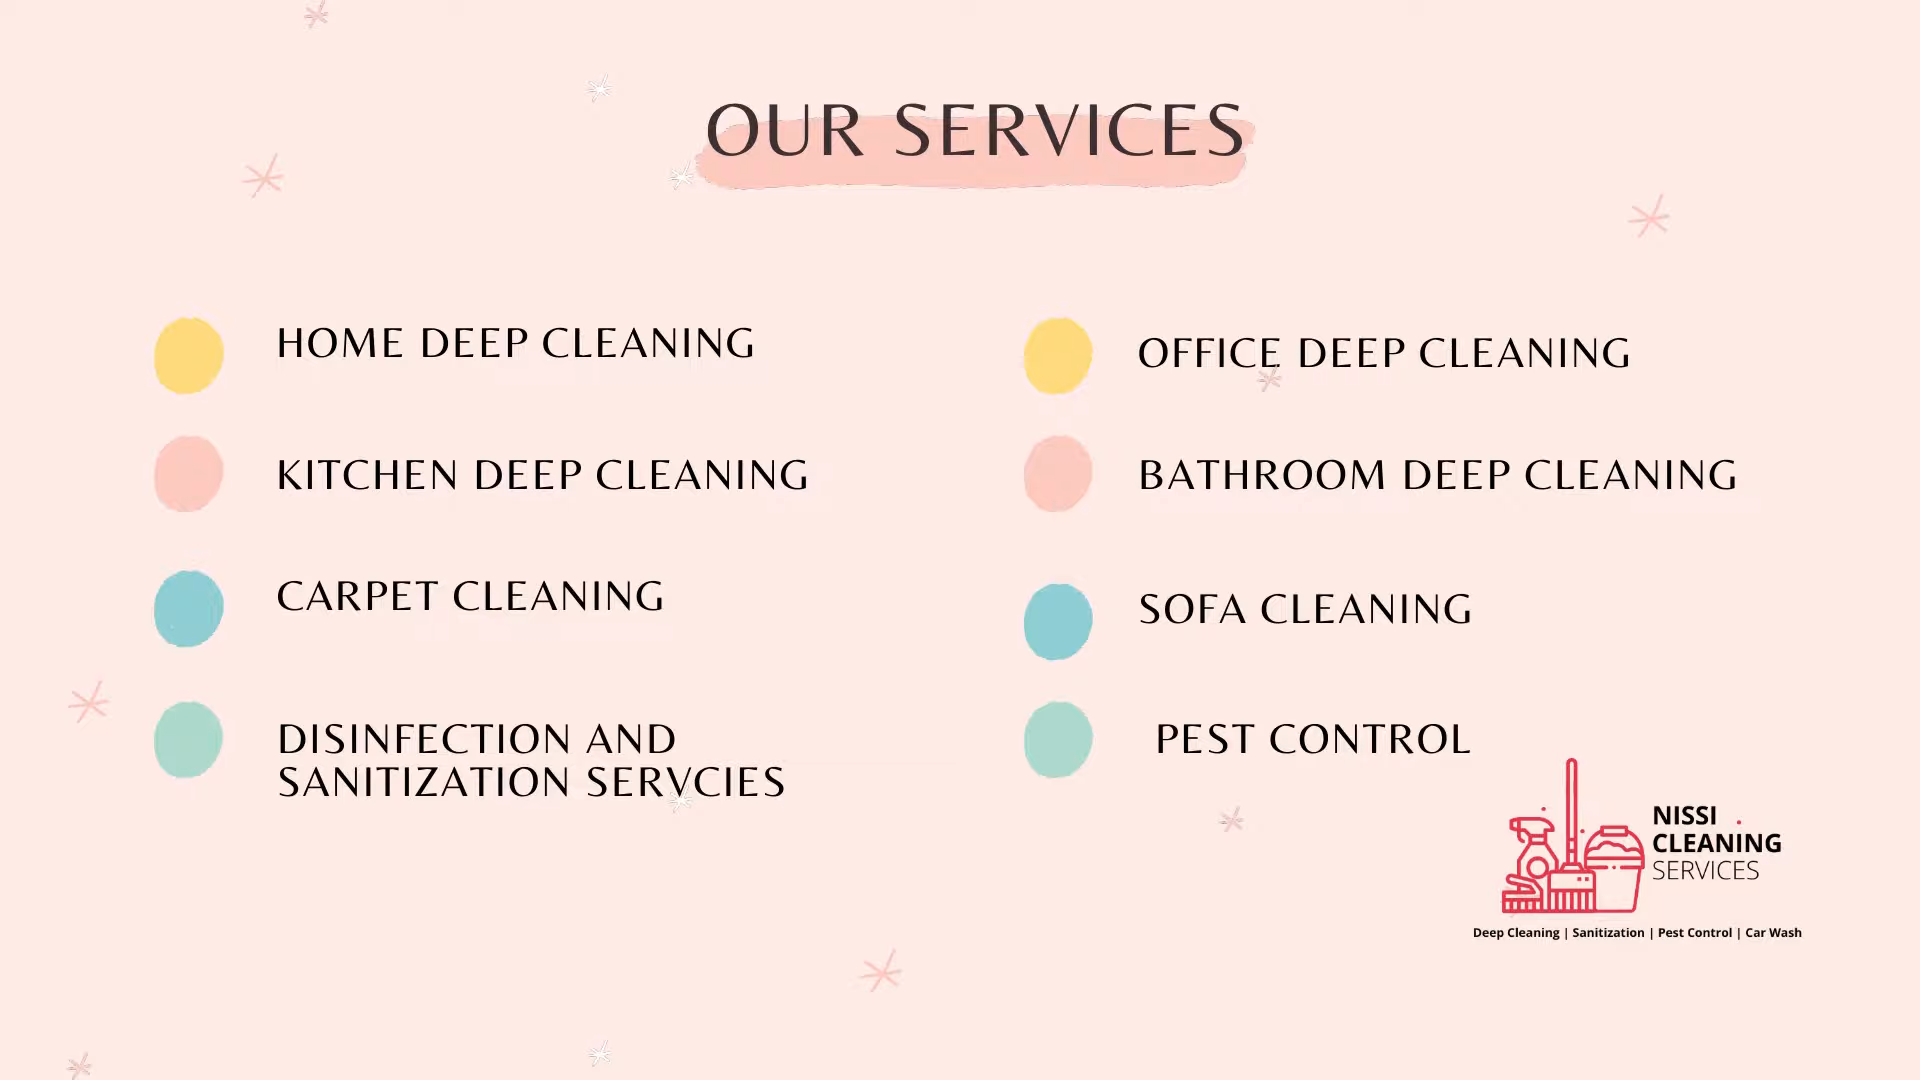 OUR SERVICES
HOME DEEP CLEANING
KITCHEN DEEP CLEANING
CARPET CLEANING
DISINFECTION AND
SANITIZATION SERVCIES
OFFICE DEEP CLEANING
BATHROOM DEEP CLEANING
SOFA CLEANING
PEST CONTROL
NISSI
CLEANING
SERVICES
Deep Cleaning | Sanitization | Pest Control | Car Wash